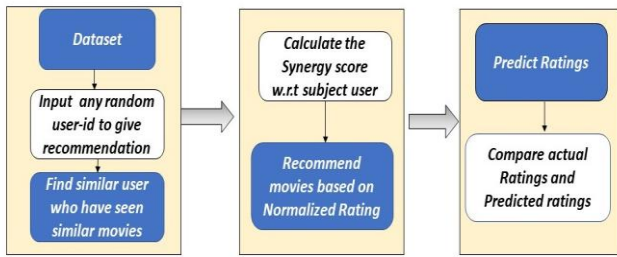 Dataset
Input any random
user-id to give
recommendation
Find similar user
who have seen
similar movies
Calculate the
Synergy score
w.r.t subject user
Recommend
movies based on
Normalized Rating
Predict Ratings
Compare actual
Ratings and
Predicted ratings